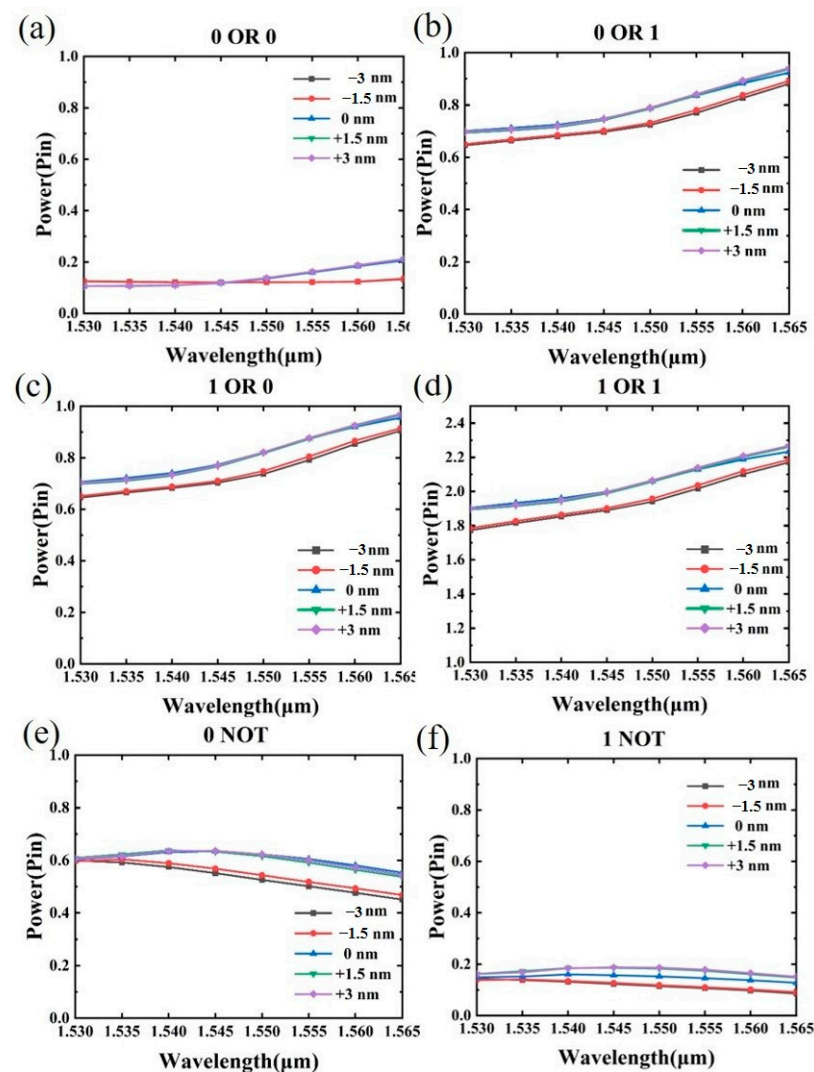 (a)
0 OR 0
1.0
0.8
0.6
0.4
0.2
0.0
Power(Pin)
−3 nm
−1.5 nm
0 nm
+1.5 nm
+3 nm
1.530 1.535 1.540 1.545 1.550 1.555 1.560 1.56
Wavelength(μm)
(b)
0 OR 1
1.0
0.8
0.6
0.4
0.2
0.0
Power(Pin)
−3 nm
−1.5 nm
0 nm
+1.5 nm
+3 nm
1.530 1.535 1.540 1.545 1.550 1.555 1.560 1.565
Wavelength(μm)
(c)
1 OR 0
1.0
0.8
0.6
0.4
0.2
0.0
Power(Pin)
−3 nm
−1.5 nm
0 nm
+1.5 nm
+3 nm
1.530 1.535 1.540 1.545 1.550 1.555 1.560 1.565
Wavelength(μm)
(d)
1 OR 1
2.4
2.2
2.0
1.8
1.6
1.4
1.2
1.0
Power(Pin)
−3 nm
−1.5 nm
0 nm
+1.5 nm
+3 nm
1.530 1.535 1.540 1.545 1.550 1.555 1.560 1.565
Wavelength(μm)
(e)
0 NOT
1.0
0.8
0.6
0.4
0.2
0.0
Power(Pin)
−3 nm
−1.5 nm
0 nm
+1.5 nm
+3 nm
1.530 1.535 1.540 1.545 1.550 1.555 1.560 1.565
Wavelength(μm)
(f)
1 NOT
1.0
0.8
0.6
0.4
0.2
0.0
Power(Pin)
−3 nm
−1.5 nm
0 nm
+1.5 nm
+3 nm
1.530 1.535 1.540 1.545 1.550 1.555 1.560 1.565
Wavelength(μm)